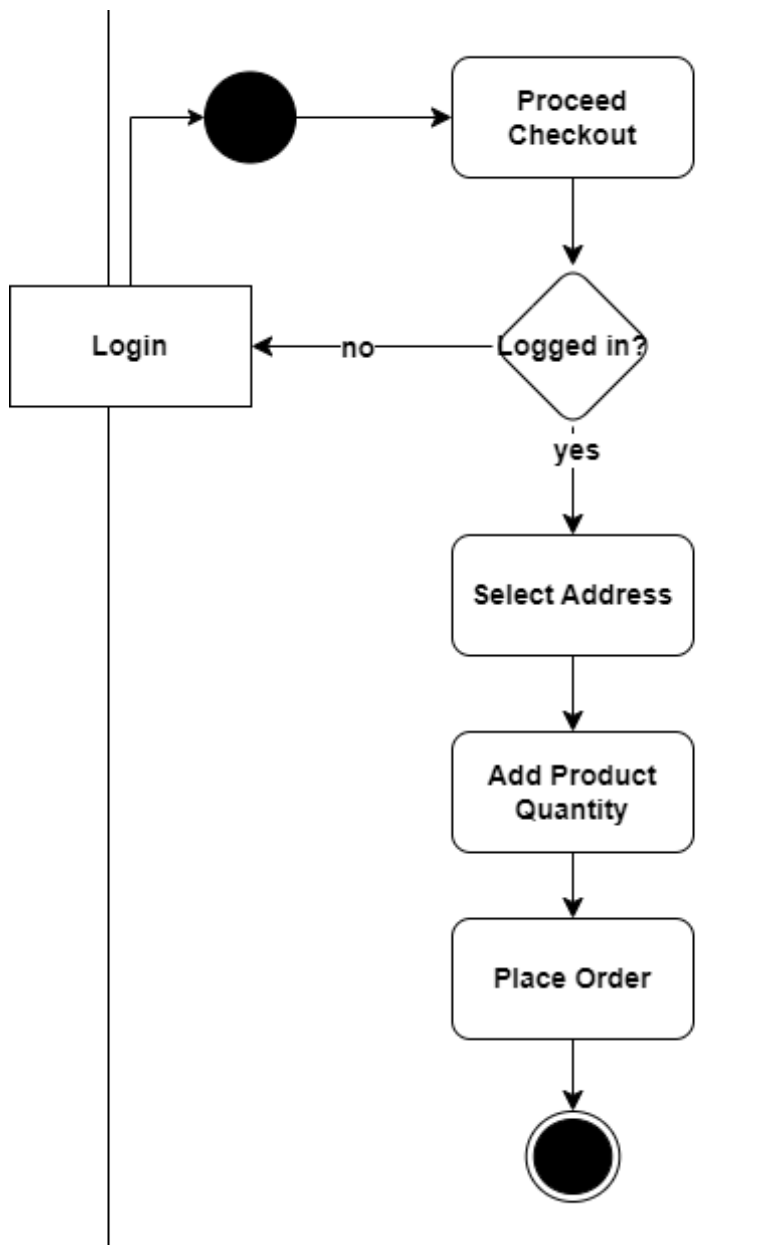 Proceed
Checkout
Login
no
Logged in?
yes
Select Address
Add Product
Quantity
Place Order